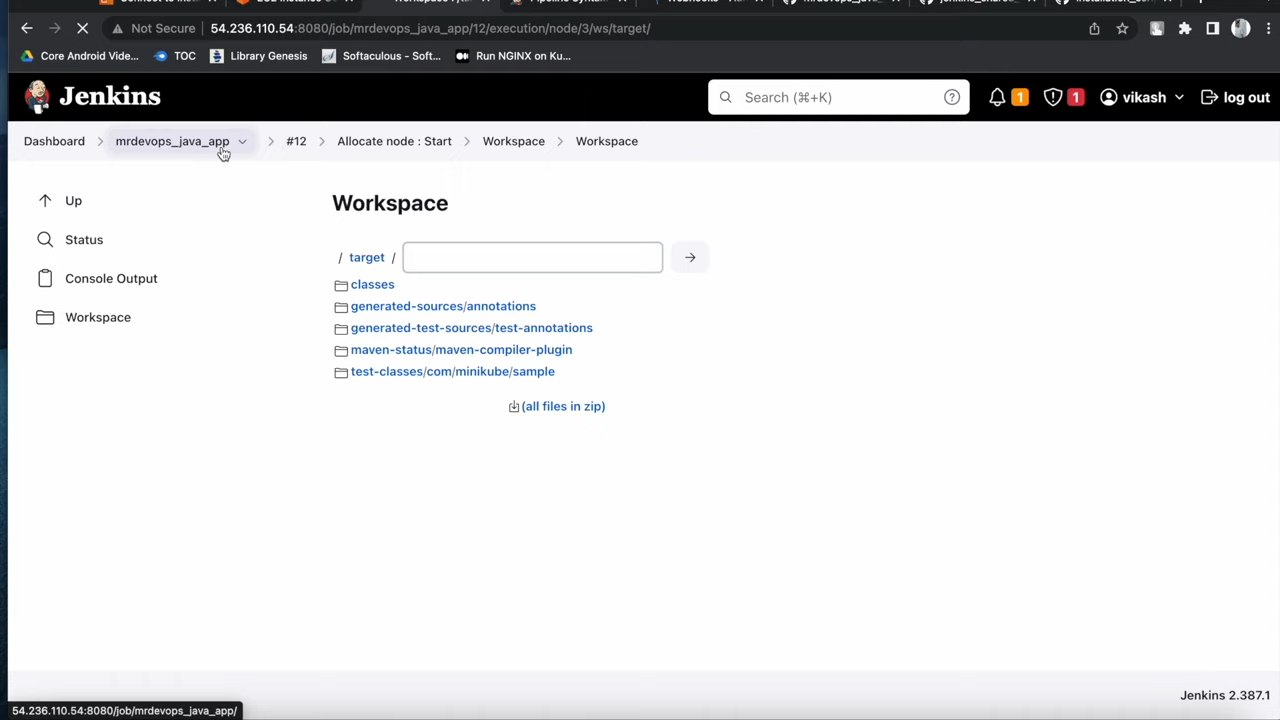 Not Secure 54.236.110.54:8080/job/mrdevops_java_app/12/execution/node/3/ws/target/
Core Android Vide... TOC Library Genesis Softaculous - Soft... Run NGINX on Ku...
Jenkins Search (⌘+K) 1 1 vikash log out
Dashboard mrdevops_java_app #12 Allocate node : Start Workspace Workspace
Up
Status
Console Output
Workspace
Workspace
/ target /
classes
generated-sources/annotations
generated-test-sources/test-annotations
maven-status/maven-compiler-plugin
test-classes/com/minikube/sample
(all files in zip)
Jenkins 2.387.1
54.236.110.54:8080/job/mrdevops_java_app/